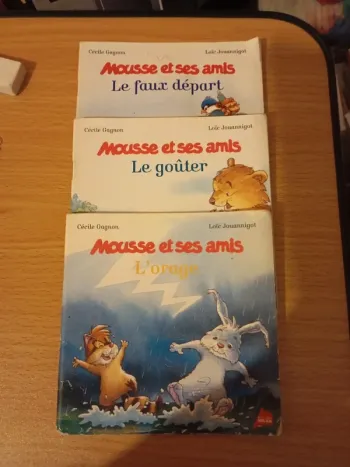 Cécile Gagnon Loïc Jouannigot
Mousse et ses amis
Le faux départ
Cécile Gagnon Loïc Jouannigot
Mousse et ses amis
Le goûter
Cécile Gagnon Loïc Jouannigot
Mousse et ses amis
L'orage